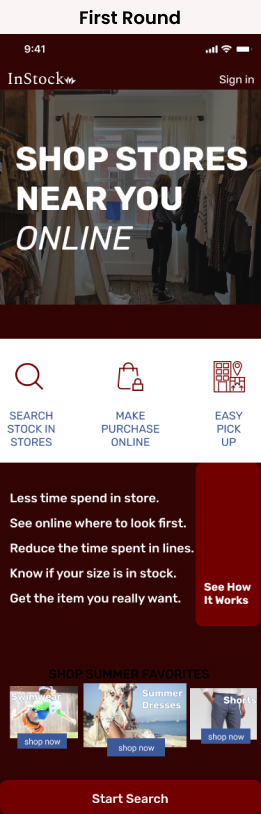 First Round
9:41
InStock
Sign in
SHOP STORES
NEAR YOU
ONLINE
SEARCH
STOCK IN
STORES
MAKE
PURCHASE
ONLINE
EASY
PICK
UP
Less time spend in store.
See online where to look first.
Reduce the time spent in lines.
Know if your size is in stock.
Get the item you really want.
See How
It Works
SHOP SUMMER FAVORITES
Swimwear
shop now
Summer
Dresses
shop now
Shorts
shop now
Start Search